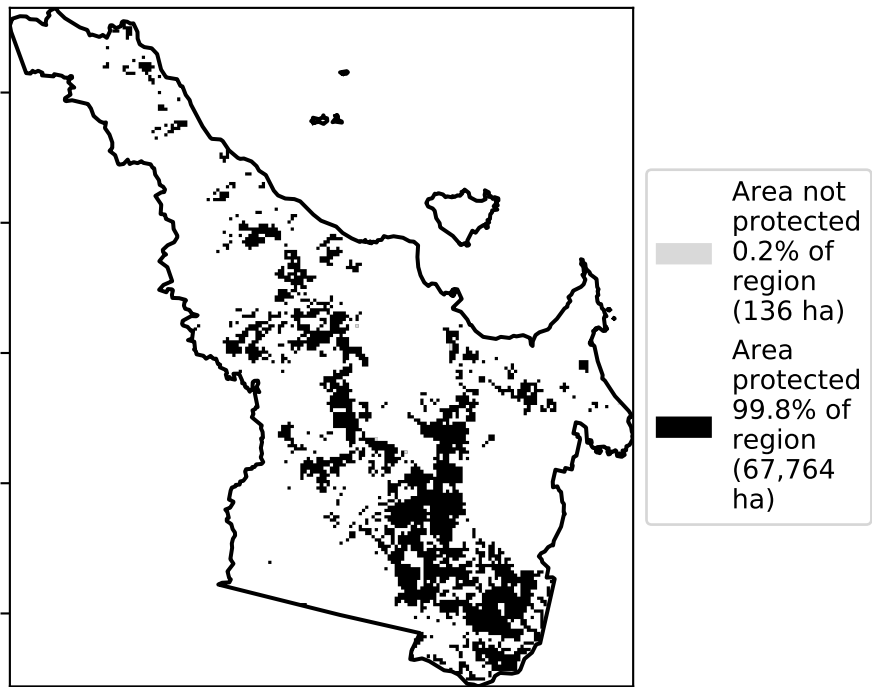 Area not
protected
0.2% of
region
(136 ha)
Area
protected
99.8% of
region
(67,764
ha)